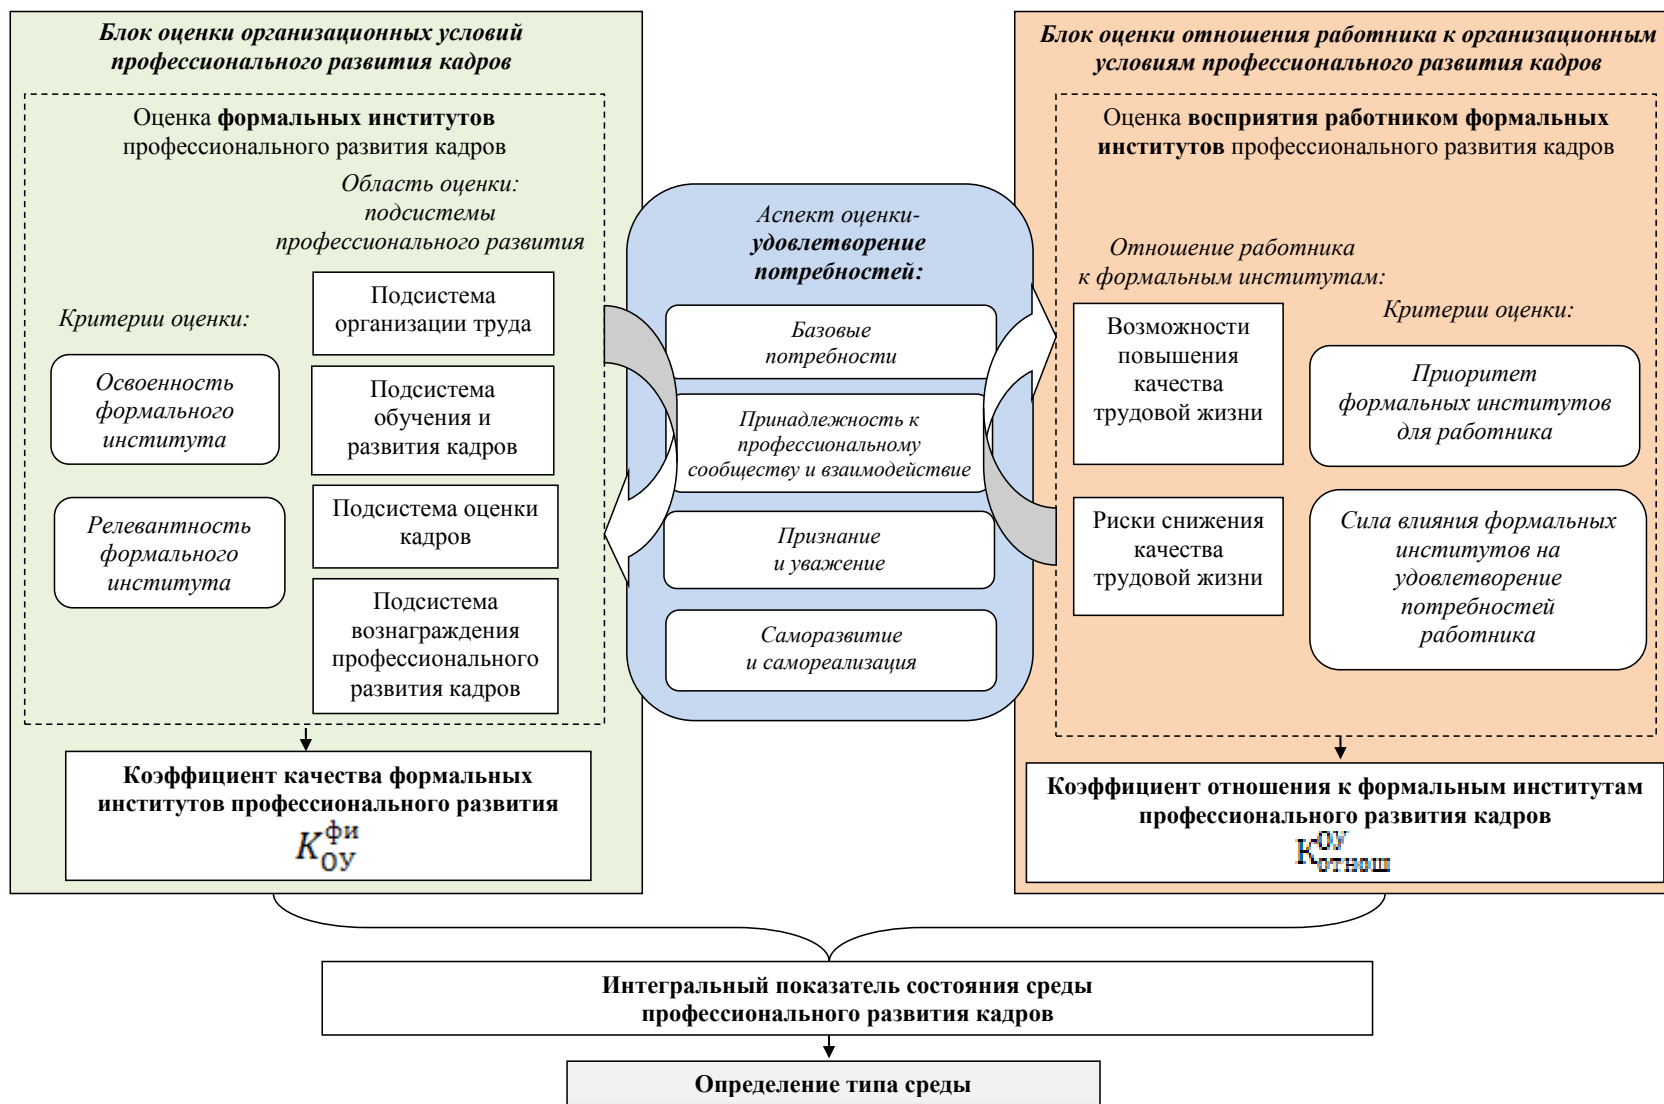 Блок оценки организационных условий
профессионального развития кадров
Оценка формальных институтов
профессионального развития кадров
Область оценки:
подсистемы
профессионального развития
Критерии оценки:
Освоенность
формального
института
Релевантность
формального
института
Подсистема
организации труда
Подсистема
обучения и
развития кадров
Подсистема оценки
кадров
Подсистема
вознаграждения
профессионального
развития кадров
Коэффициент качества формальных
институтов профессионального развития
K_ОУ^фи
Аспект оценки-
удовлетворение
потребностей:
Базовые
потребности
Принадлежность к
профессиональному
сообществу и взаимодействие
Признание
и уважение
Саморазвитие
и самореализация
Блок оценки отношения работника к организационным
условиям профессионального развития кадров
Оценка восприятия работником формальных
институтов профессионального развития кадров
Отношение работника
к формальным институтам:
Возможности
повышения
качества
трудовой жизни
Риски снижения
качества
трудовой жизни
Критерии оценки:
Приоритет
формальных институтов
для работника
Сила влияния формальных
институтов на
удовлетворение
потребностей
работника
Коэффициент отношения к формальным институтам
профессионального развития кадров
К_отнош^ОУ
Интегральный показатель состояния среды
профессионального развития кадров
Определение типа среды